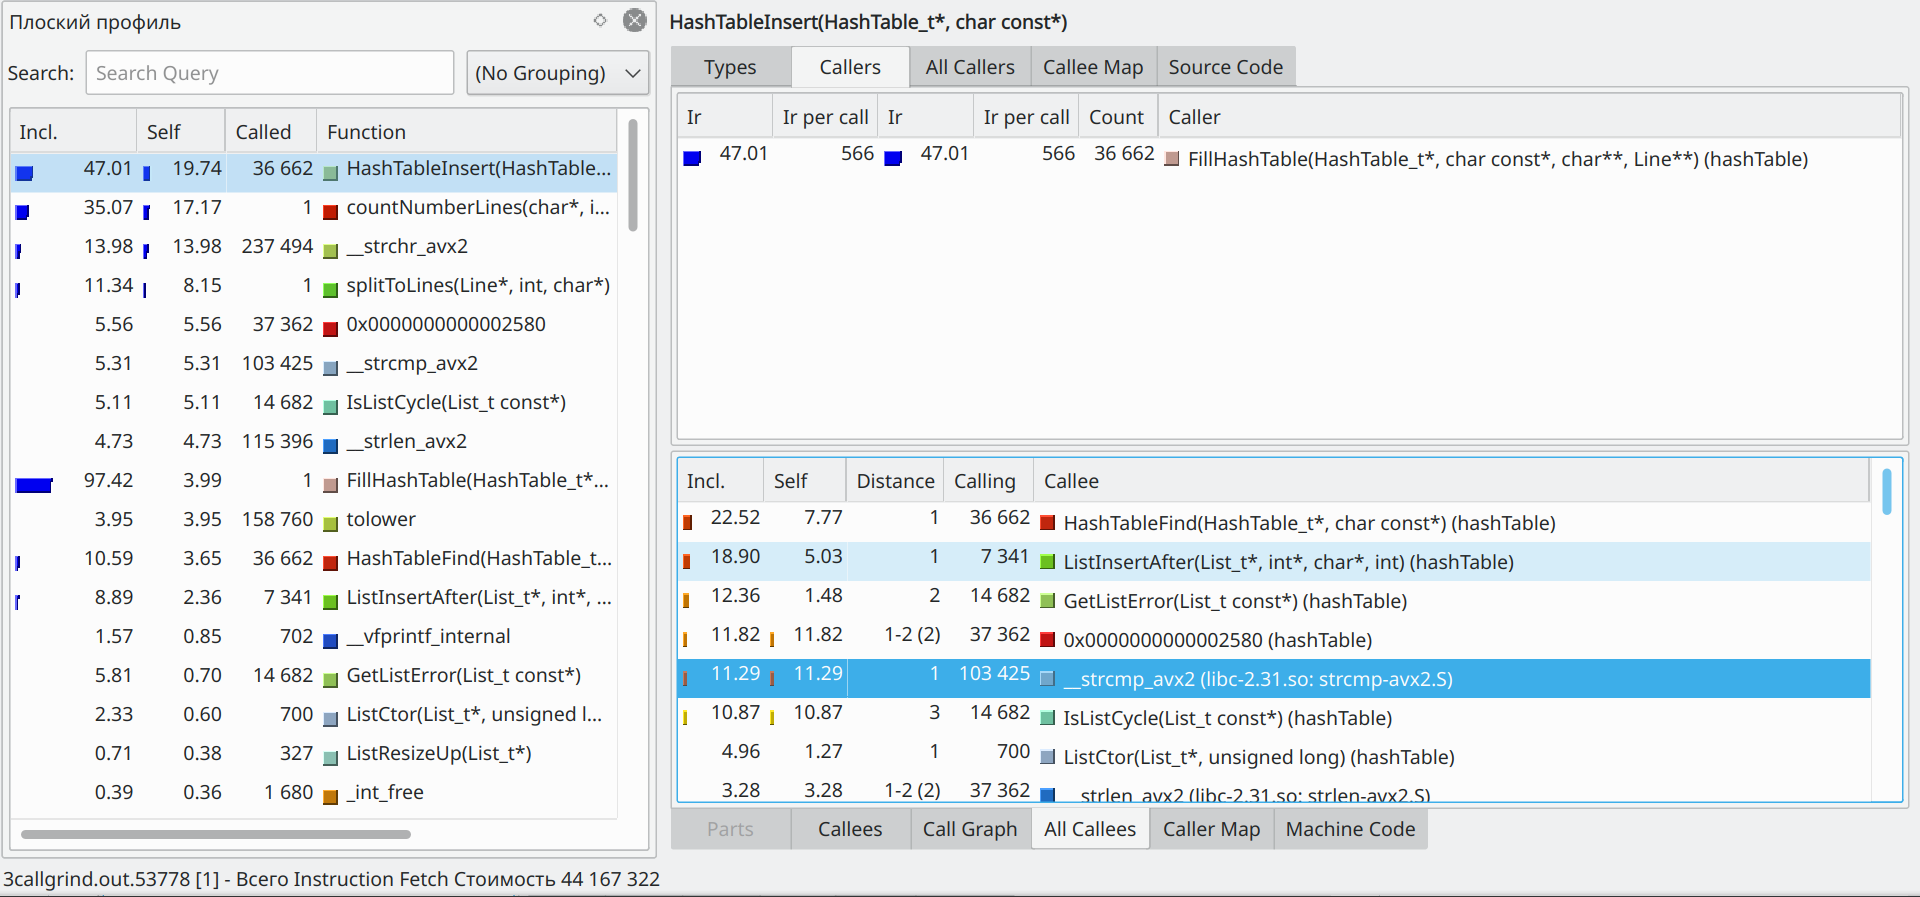 Плоский профиль
Search: Search Query (No Grouping)
Incl. Self Called Function
47.01 19.74 36 662 HashTableInsert(HashTable...
35.07 17.17 1 countNumberLines(char*, i...
13.98 13.98 237 494 __strchr_avx2
11.34 8.15 1 splitToLines(Line*, int, char*)
5.56 5.56 37 362 0x0000000000002580
5.31 5.31 103 425 __strcmp_avx2
5.11 5.11 14 682 IsListCycle(List_t const*)
4.73 4.73 115 396 __strlen_avx2
97.42 3.99 1 FillHashTable(HashTable_t*...
3.95 3.95 158 760 tolower
10.59 3.65 36 662 HashTableFind(HashTable_t...
8.89 2.36 7 341 ListInsertAfter(List_t*, int*, ...
1.57 0.85 702 __vfprintf_internal
5.81 0.70 14 682 GetListError(List_t const*)
2.33 0.60 700 ListCtor(List_t*, unsigned l...
0.71 0.38 327 ListResizeUp(List_t*)
0.39 0.36 1 680 _int_free
HashTableInsert(HashTable_t*, char const*)
Types Callers All Callers Callee Map Source Code
Ir Ir per call Ir Ir per call Count Caller
47.01 566 47.01 566 36 662 FillHashTable(HashTable_t*, char const*, char**, Line**) (hashTable)
Incl. Self Distance Calling Callee
22.52 7.77 1 36 662 HashTableFind(HashTable_t*, char const*) (hashTable)
18.90 5.03 1 7 341 ListInsertAfter(List_t*, int*, char*, int) (hashTable)
12.36 1.48 2 14 682 GetListError(List_t const*) (hashTable)
11.82 11.82 1-2 (2) 37 362 0x0000000000002580 (hashTable)
11.29 11.29 1 103 425 __strcmp_avx2 (libc-2.31.so: strcmp-avx2.S)
10.87 10.87 3 14 682 IsListCycle(List_t const*) (hashTable)
4.96 1.27 1 700 ListCtor(List_t*, unsigned long) (hashTable)
3.28 3.28 1-2 (2) 37 362 __strlen_avx2 (libc-2.31.so: strlen-avx2.S)
Parts Callees Call Graph All Callees Caller Map Machine Code
3callgrind.out.53778 [1] - Всего Instruction Fetch Стоимость 44 167 322